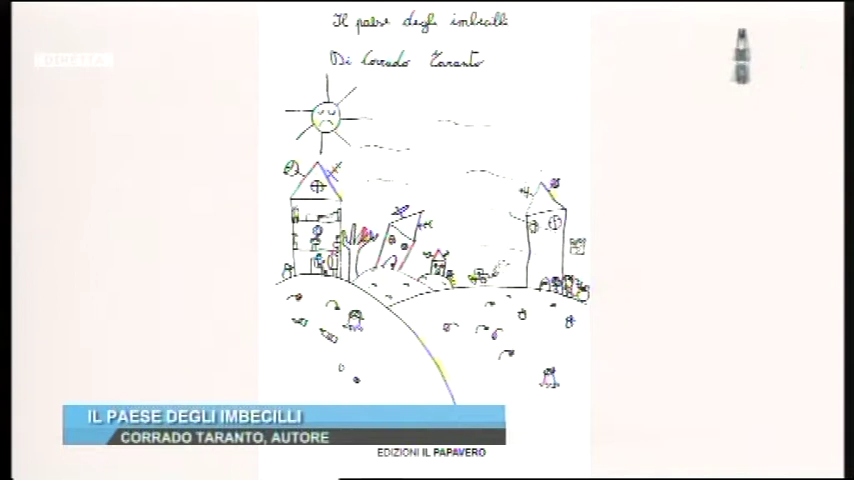 Il paese degli imbecilli
Di Corrado Taranto
DIRETTA
IL PAESE DEGLI IMBECILLI
CORRADO TARANTO, AUTORE
EDIZIONI IL PAPAVERO